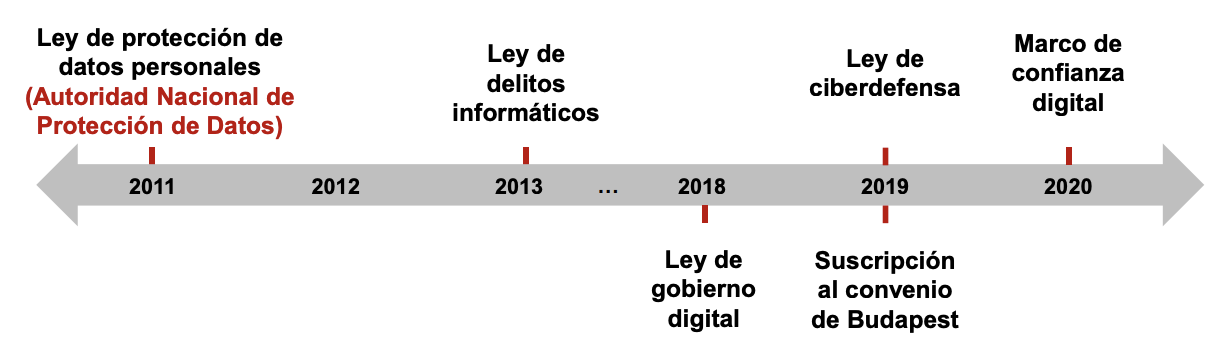 Ley de protección de
datos personales
(Autoridad Nacional de
Protección de Datos)
Ley de
delitos
informáticos
Ley de
ciberdefensa
Marco de
confianza
digital
2011 2012 2013 ... 2018 2019 2020
Ley de
gobierno
digital
Suscripción
al convenio
de Budapest